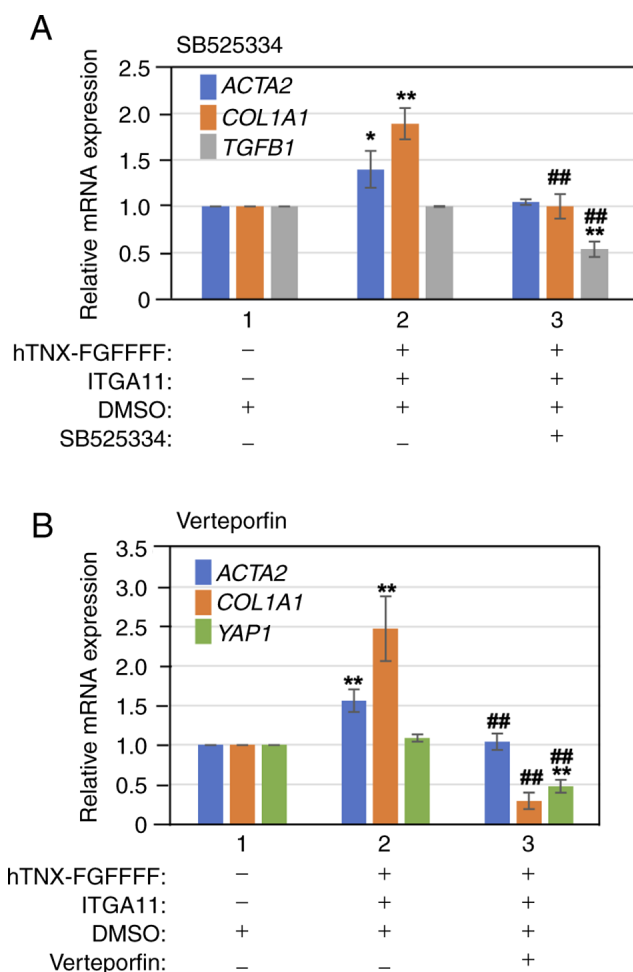 A
SB525334
2.5
2.0
1.5
1.0
0.5
0
Relative mRNA expression
ACTA2
COL1A1
TGFB1
*
**
##
##
**
1 2 3
hTNX-FGFFFF: – + +
ITGA11: – + +
DMSO: + + +
SB525334: – – +
B
Verteporfin
3.5
3.0
2.5
2.0
1.5
1.0
0.5
0
Relative mRNA expression
ACTA2
COL1A1
YAP1
**
**
##
##
##
**
1 2 3
hTNX-FGFFFF: – + +
ITGA11: – + +
DMSO: + + +
Verteporfin: – – +